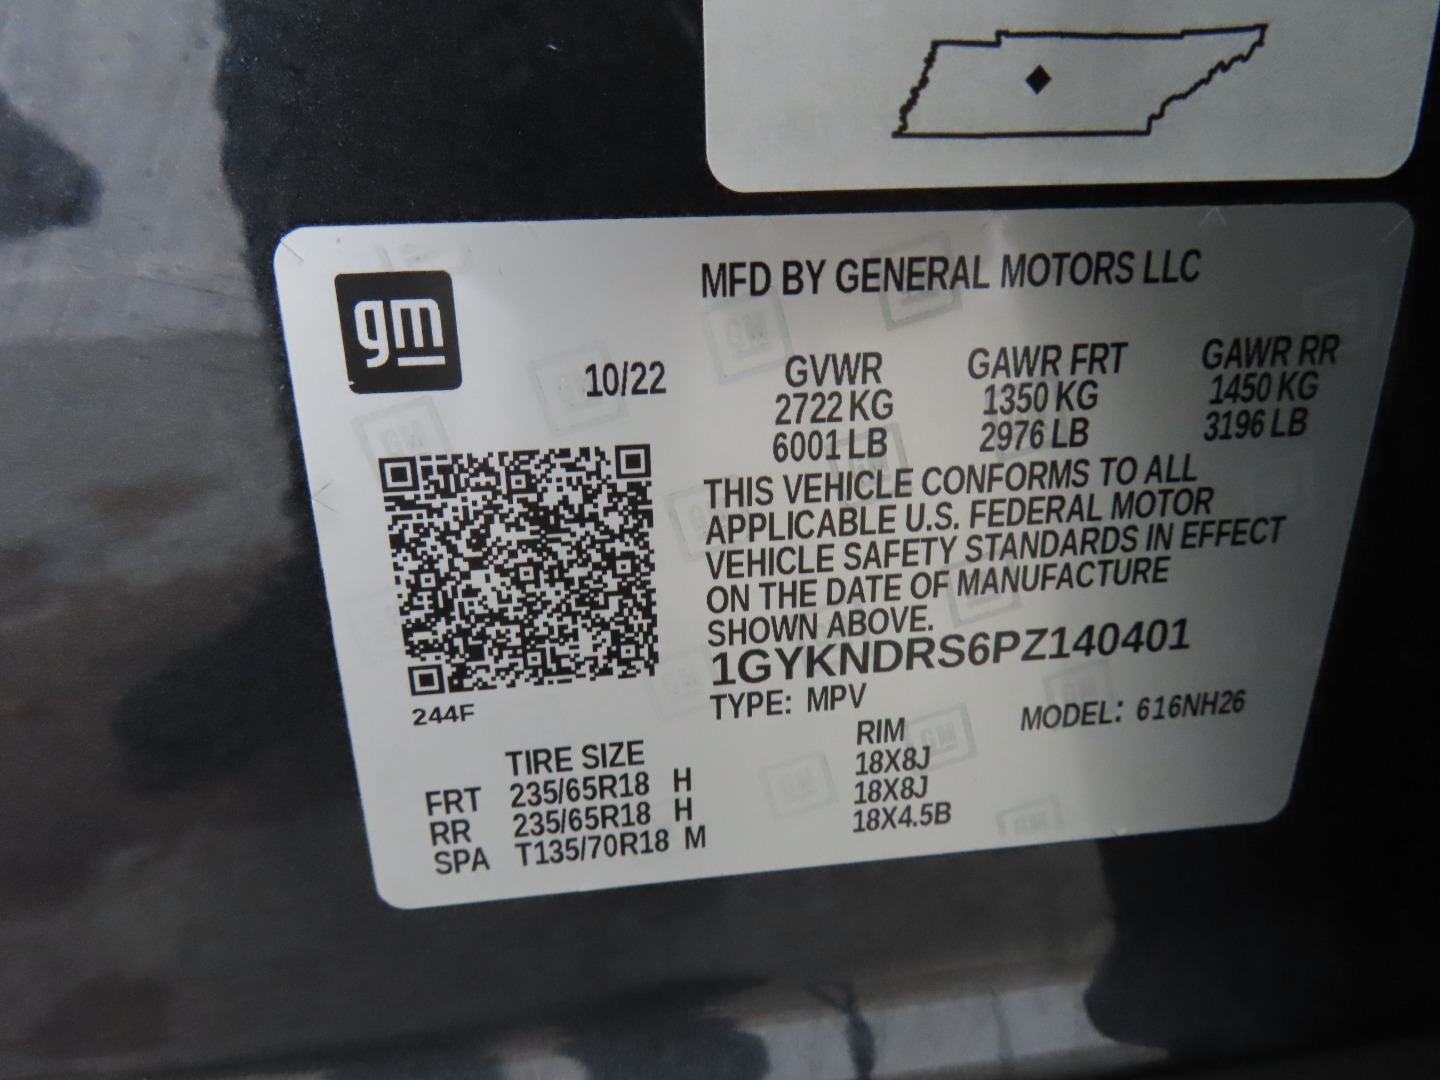 gm
MFD BY GENERAL MOTORS LLC
10/22
GVWR GAWR FRT GAWR RR
2722 KG 1350 KG 1450 KG
6001 LB 2976 LB 3196 LB
THIS VEHICLE CONFORMS TO ALL
APPLICABLE U.S. FEDERAL MOTOR
VEHICLE SAFETY STANDARDS IN EFFECT
ON THE DATE OF MANUFACTURE
SHOWN ABOVE.
1GYKNDRS6PZ140401
244F
TYPE: MPV MODEL: 616NH26
TIRE SIZE RIM
FRT 235/65R18 H 18X8J
RR 235/65R18 H 18X8J
SPA T135/70R18 M 18X4.5B